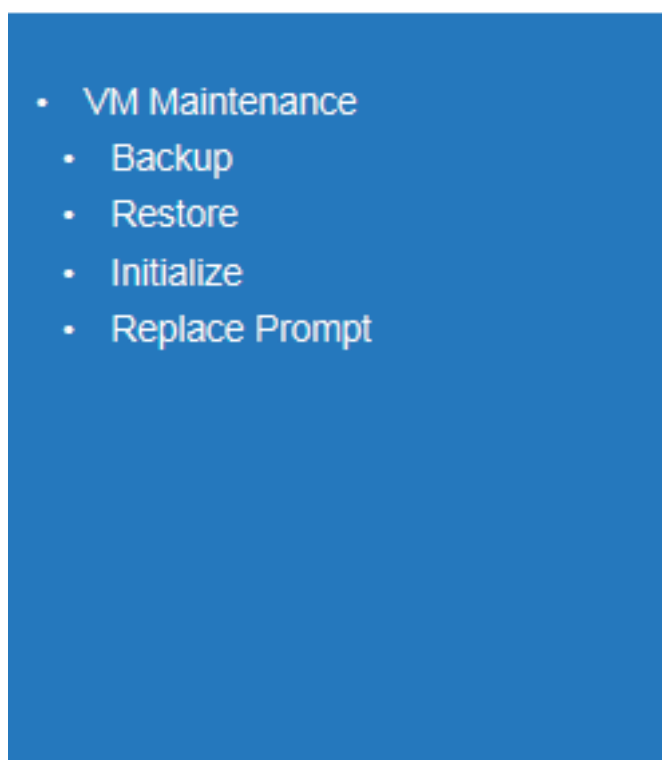 • VM Maintenance
• Backup
• Restore
• Initialize
• Replace Prompt